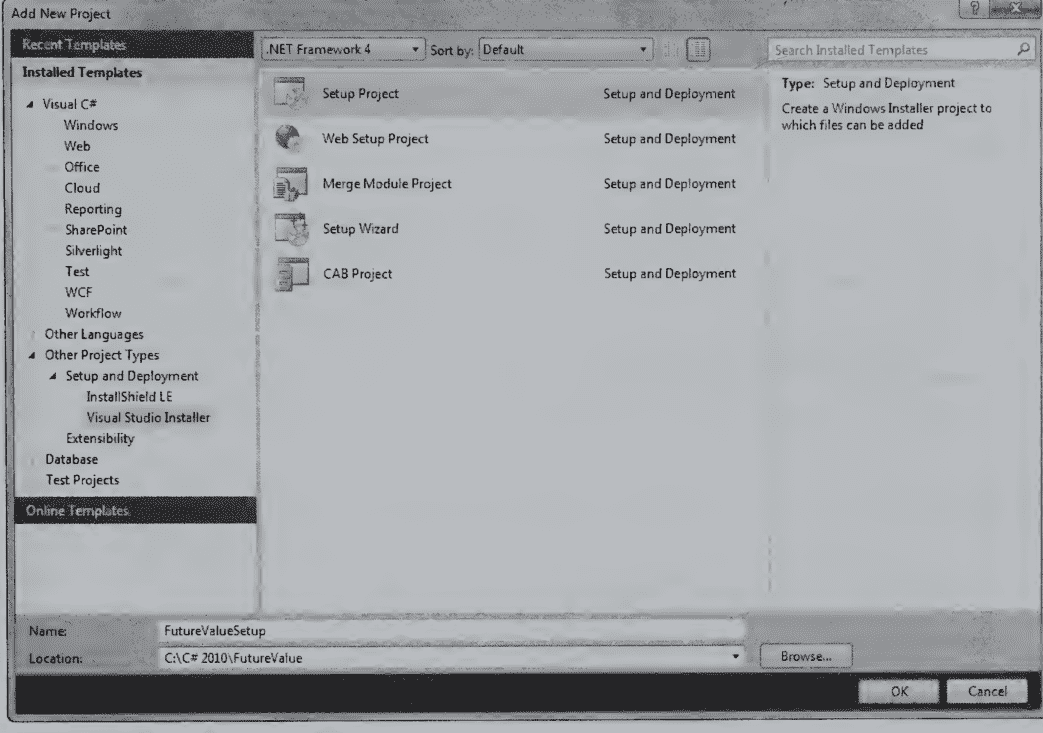 Add New Project
Recent Templates
Installed Templates
Visual C#
Windows
Web
Office
Cloud
Reporting
SharePoint
Silverlight
Test
WCF
Workflow
Other Languages
Other Project Types
Setup and Deployment
InstallShield LE
Visual Studio Installer
Extensibility
Database
Test Projects
Online Templates
.NET Framework 4
Sort by: Default
Setup Project Setup and Deployment
Web Setup Project Setup and Deployment
Merge Module Project Setup and Deployment
Setup Wizard Setup and Deployment
CAB Project Setup and Deployment
Search Installed Templates
Type: Setup and Deployment
Create a Windows Installer project to
which files can be added
Name: FutureValueSetup
Location: C:\C# 2010\FutureValue
Browse...
OK Cancel